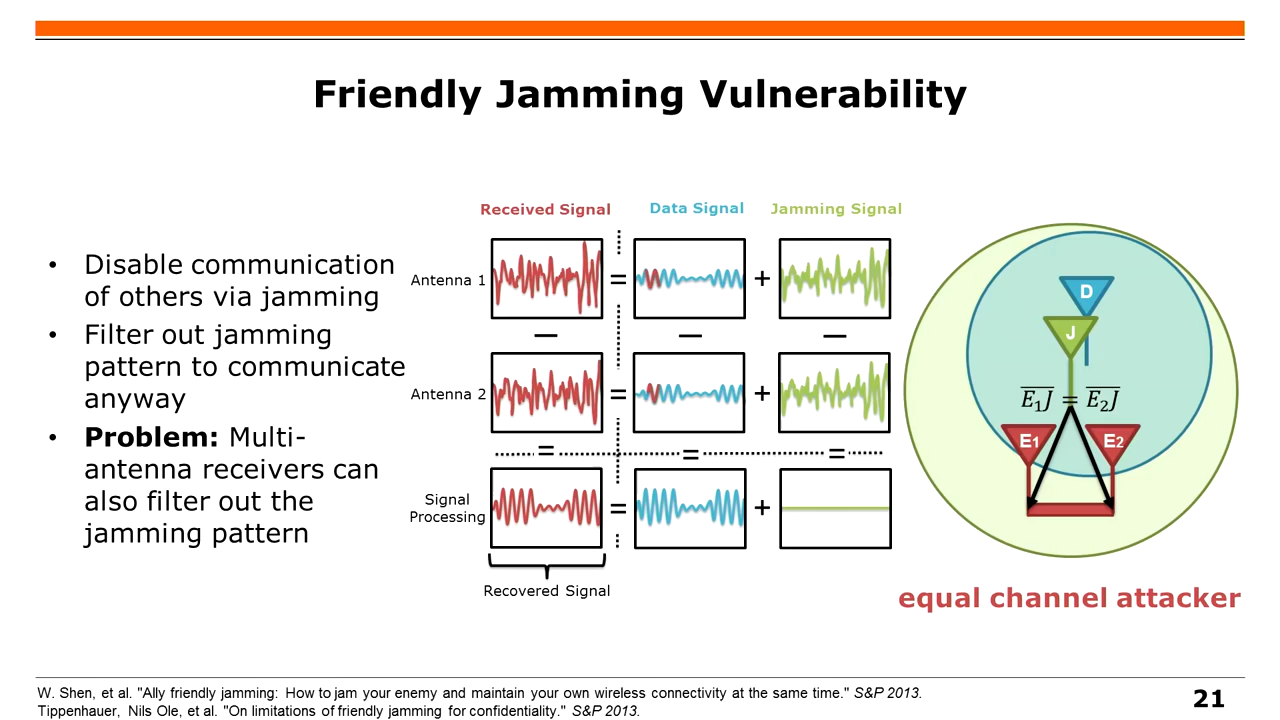 Friendly Jamming Vulnerability
• Disable communication
of others via jamming
• Filter out jamming
pattern to communicate
anyway
• Problem: Multi-
antenna receivers can
also filter out the
jamming pattern
Received Signal Data Signal Jamming Signal
Antenna 1 = +
— — —
Antenna 2 = +
= = =
Signal
Processing = +
Recovered Signal
D
J
E₁J = E₂J
E1 E2
equal channel attacker
W. Shen, et al. "Ally friendly jamming: How to jam your enemy and maintain your own wireless connectivity at the same time." S&P 2013.
Tippenhauer, Nils Ole, et al. "On limitations of friendly jamming for confidentiality." S&P 2013.
21